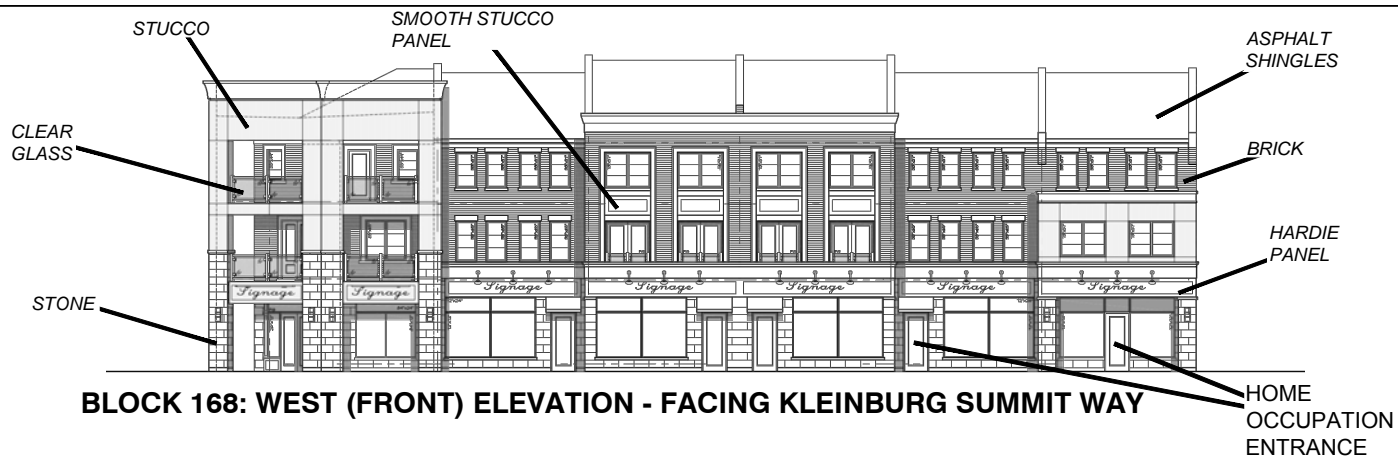 STUCCO
SMOOTH STUCCO
PANEL
ASPHALT
SHINGLES
CLEAR
GLASS
BRICK
HARDIE
PANEL
STONE
Signage
Signage
Signage
Signage
Signage
Signage
Signage
BLOCK 168: WEST (FRONT) ELEVATION - FACING KLEINBURG SUMMIT WAY
HOME
OCCUPATION
ENTRANCE